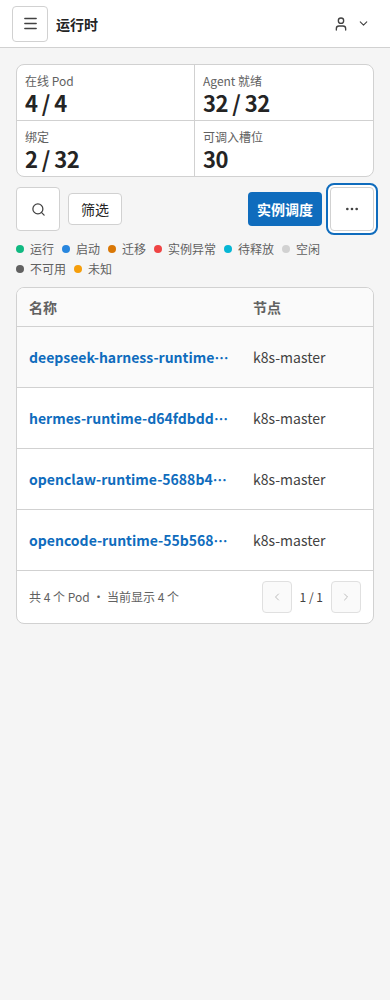 运行时
在线 Pod
4 / 4
Agent 就绪
32 / 32
绑定
2 / 32
可调入槽位
30
筛选
实例调度
运行 启动 迁移 实例异常 待释放 空闲
不可用 未知
名称 节点
deepseek-harness-runtime··· k8s-master
hermes-runtime-d64fdbdd··· k8s-master
openclaw-runtime-5688b4··· k8s-master
opencode-runtime-55b568··· k8s-master
共 4 个 Pod · 当前显示 4 个 1 / 1